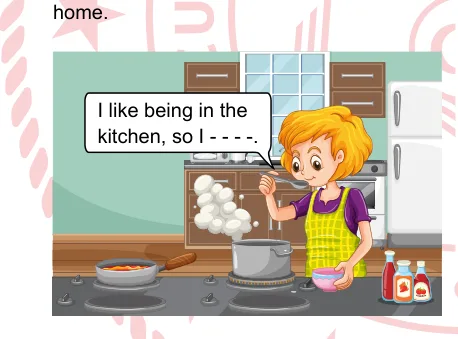 home.
I like being in the
kitchen, so I - - - -.